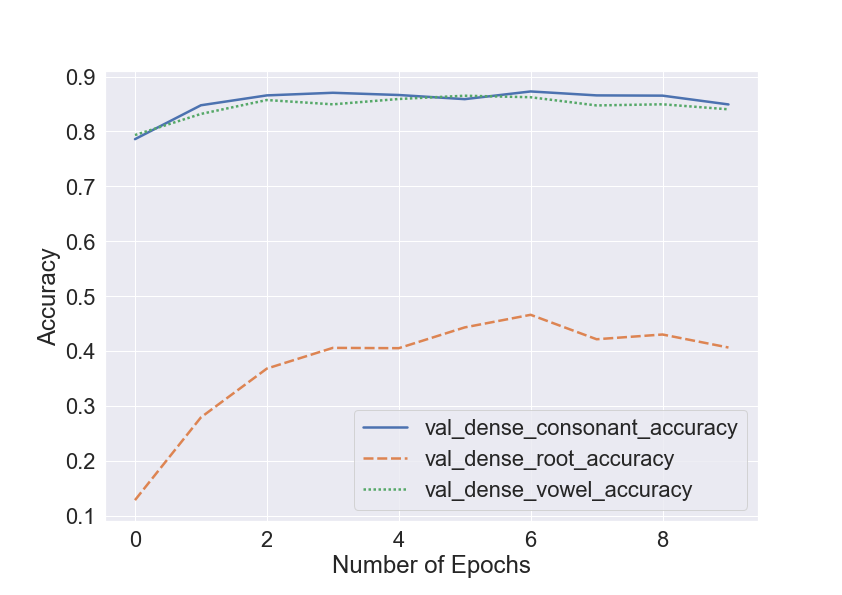 0.9
0.8
0.7
0.6
0.5
0.4
0.3
0.2
0.1
Accuracy
val_dense_consonant_accuracy
val_dense_root_accuracy
val_dense_vowel_accuracy
0 2 4 6 8
Number of Epochs